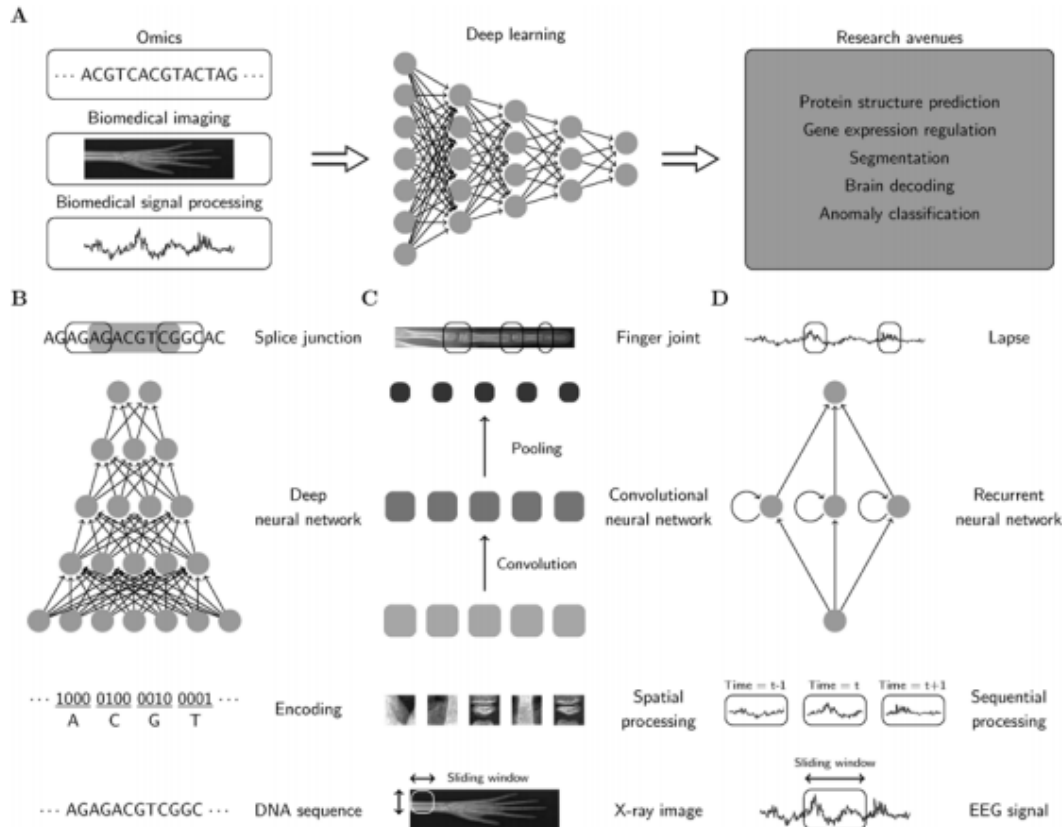 A
Omics
··· ACGTCACGTACTAG ···
Biomedical imaging
Biomedical signal processing
Deep learning
Research avenues
Protein structure prediction
Gene expression regulation
Segmentation
Brain decoding
Anomaly classification
B
AGAGAGACGTCGGCAC
Splice junction
Deep
neural network
··· 1000 0100 0010 0001 ···
A C G T
Encoding
··· AGAGACGTCGGC ···
DNA sequence
C
Finger joint
Pooling
Convolutional
neural network
Convolution
Spatial
processing
Sliding window
X-ray image
D
Lapse
Recurrent
neural network
Time = t-1 Time = t Time = t+1
Sequential
processing
Sliding window
EEG signal